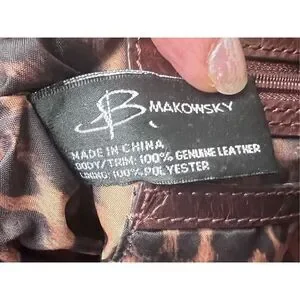 B MAKOWSKY
MADE IN CHINA
BODY/TRIM: 100% GENUINE LEATHER
LINING: 100% POLYESTER